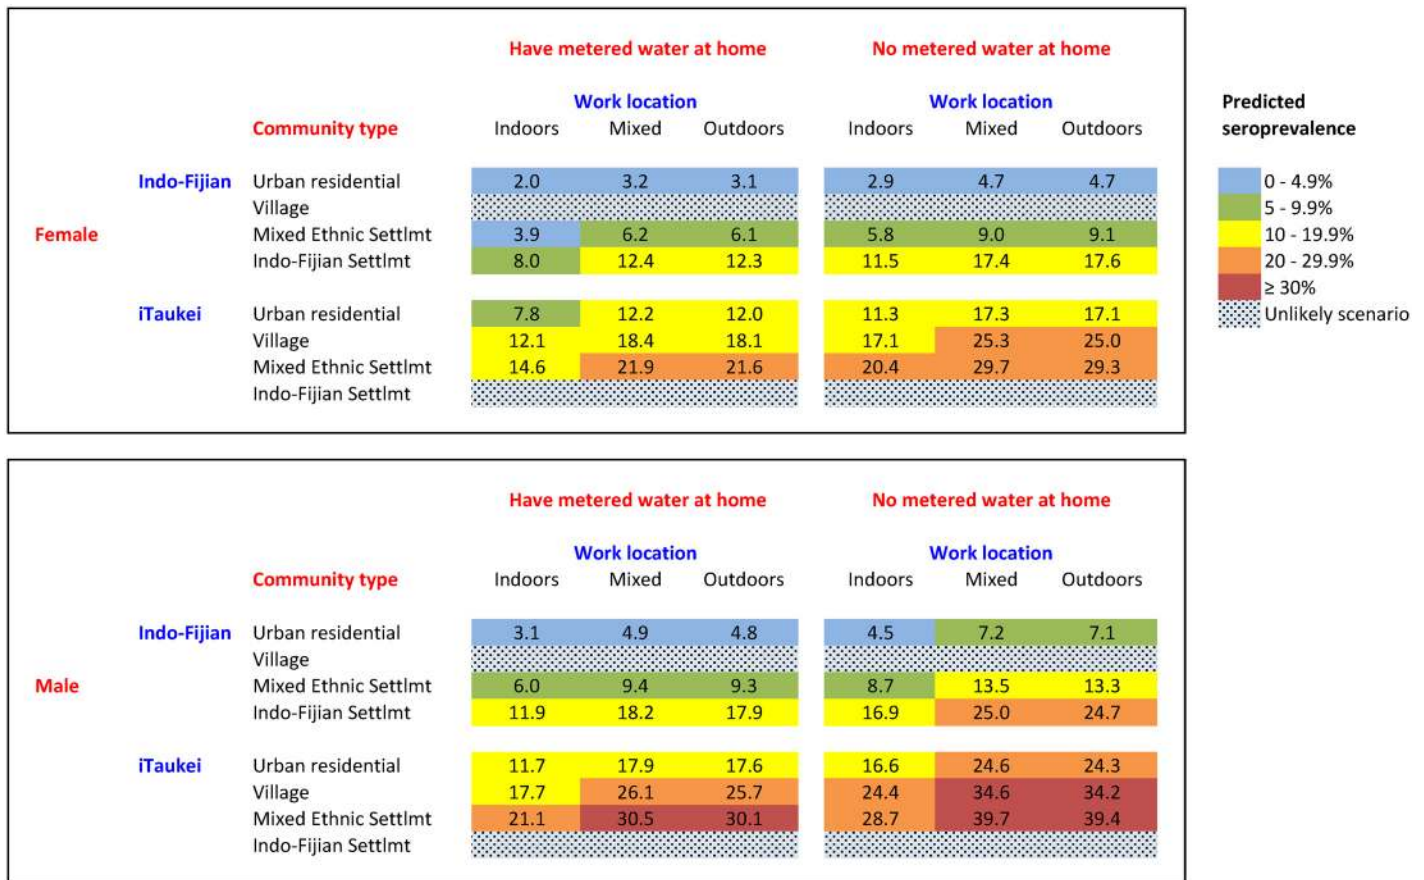 Have metered water at home No metered water at home
Work location Work location Predicted
Community type Indoors Mixed Outdoors Indoors Mixed Outdoors seroprevalence
Indo-Fijian Urban residential 2.0 3.2 3.1 2.9 4.7 4.7 0 - 4.9%
Village 5 - 9.9%
Female Mixed Ethnic Settlmt 3.9 6.2 6.1 5.8 9.0 9.1 10 - 19.9%
Indo-Fijian Settlmt 8.0 12.4 12.3 11.5 17.4 17.6 20 - 29.9%
≥ 30%
iTaukei Urban residential 7.8 12.2 12.0 11.3 17.3 17.1 Unlikely scenario
Village 12.1 18.4 18.1 17.1 25.3 25.0
Mixed Ethnic Settlmt 14.6 21.9 21.6 20.4 29.7 29.3
Indo-Fijian Settlmt
Have metered water at home No metered water at home
Work location Work location
Community type Indoors Mixed Outdoors Indoors Mixed Outdoors
Indo-Fijian Urban residential 3.1 4.9 4.8 4.5 7.2 7.1
Village
Male Mixed Ethnic Settlmt 6.0 9.4 9.3 8.7 13.5 13.3
Indo-Fijian Settlmt 11.9 18.2 17.9 16.9 25.0 24.7
iTaukei Urban residential 11.7 17.9 17.6 16.6 24.6 24.3
Village 17.7 26.1 25.7 24.4 34.6 34.2
Mixed Ethnic Settlmt 21.1 30.5 30.1 28.7 39.7 39.4
Indo-Fijian Settlmt